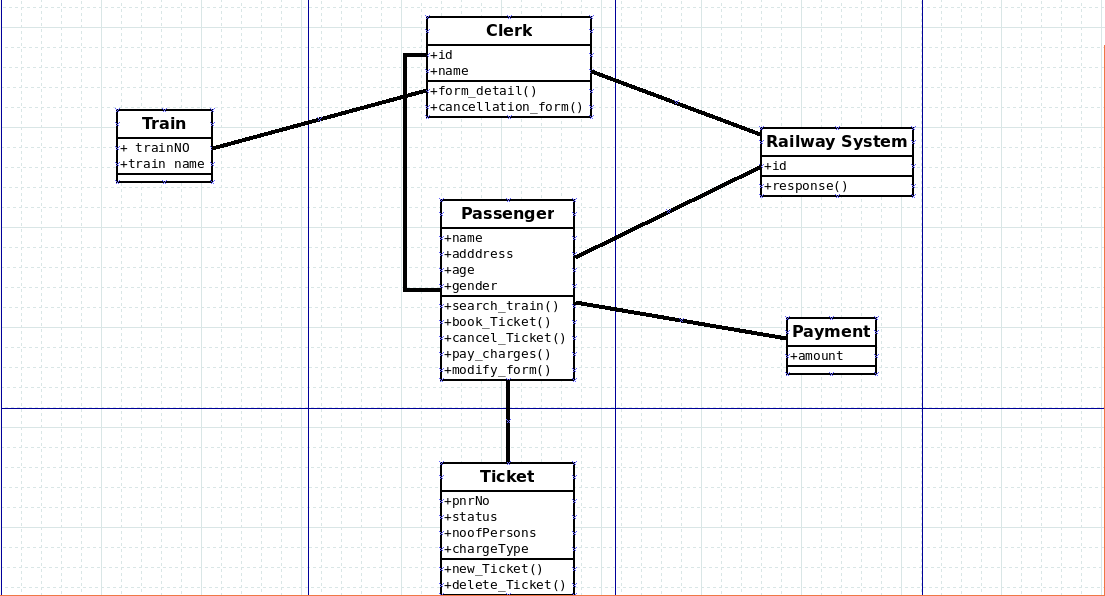 Clerk
+id
+name
+form_detail()
+cancellation_form()
Train
+ trainNO
+train name
Railway System
+id
+response()
Passenger
+name
+adddress
+age
+gender
+search_train()
+book_Ticket()
+cancel_Ticket()
+pay_charges()
+modify_form()
Payment
+amount
Ticket
+pnrNo
+status
+noofPersons
+chargeType
+new_Ticket()
+delete_Ticket()